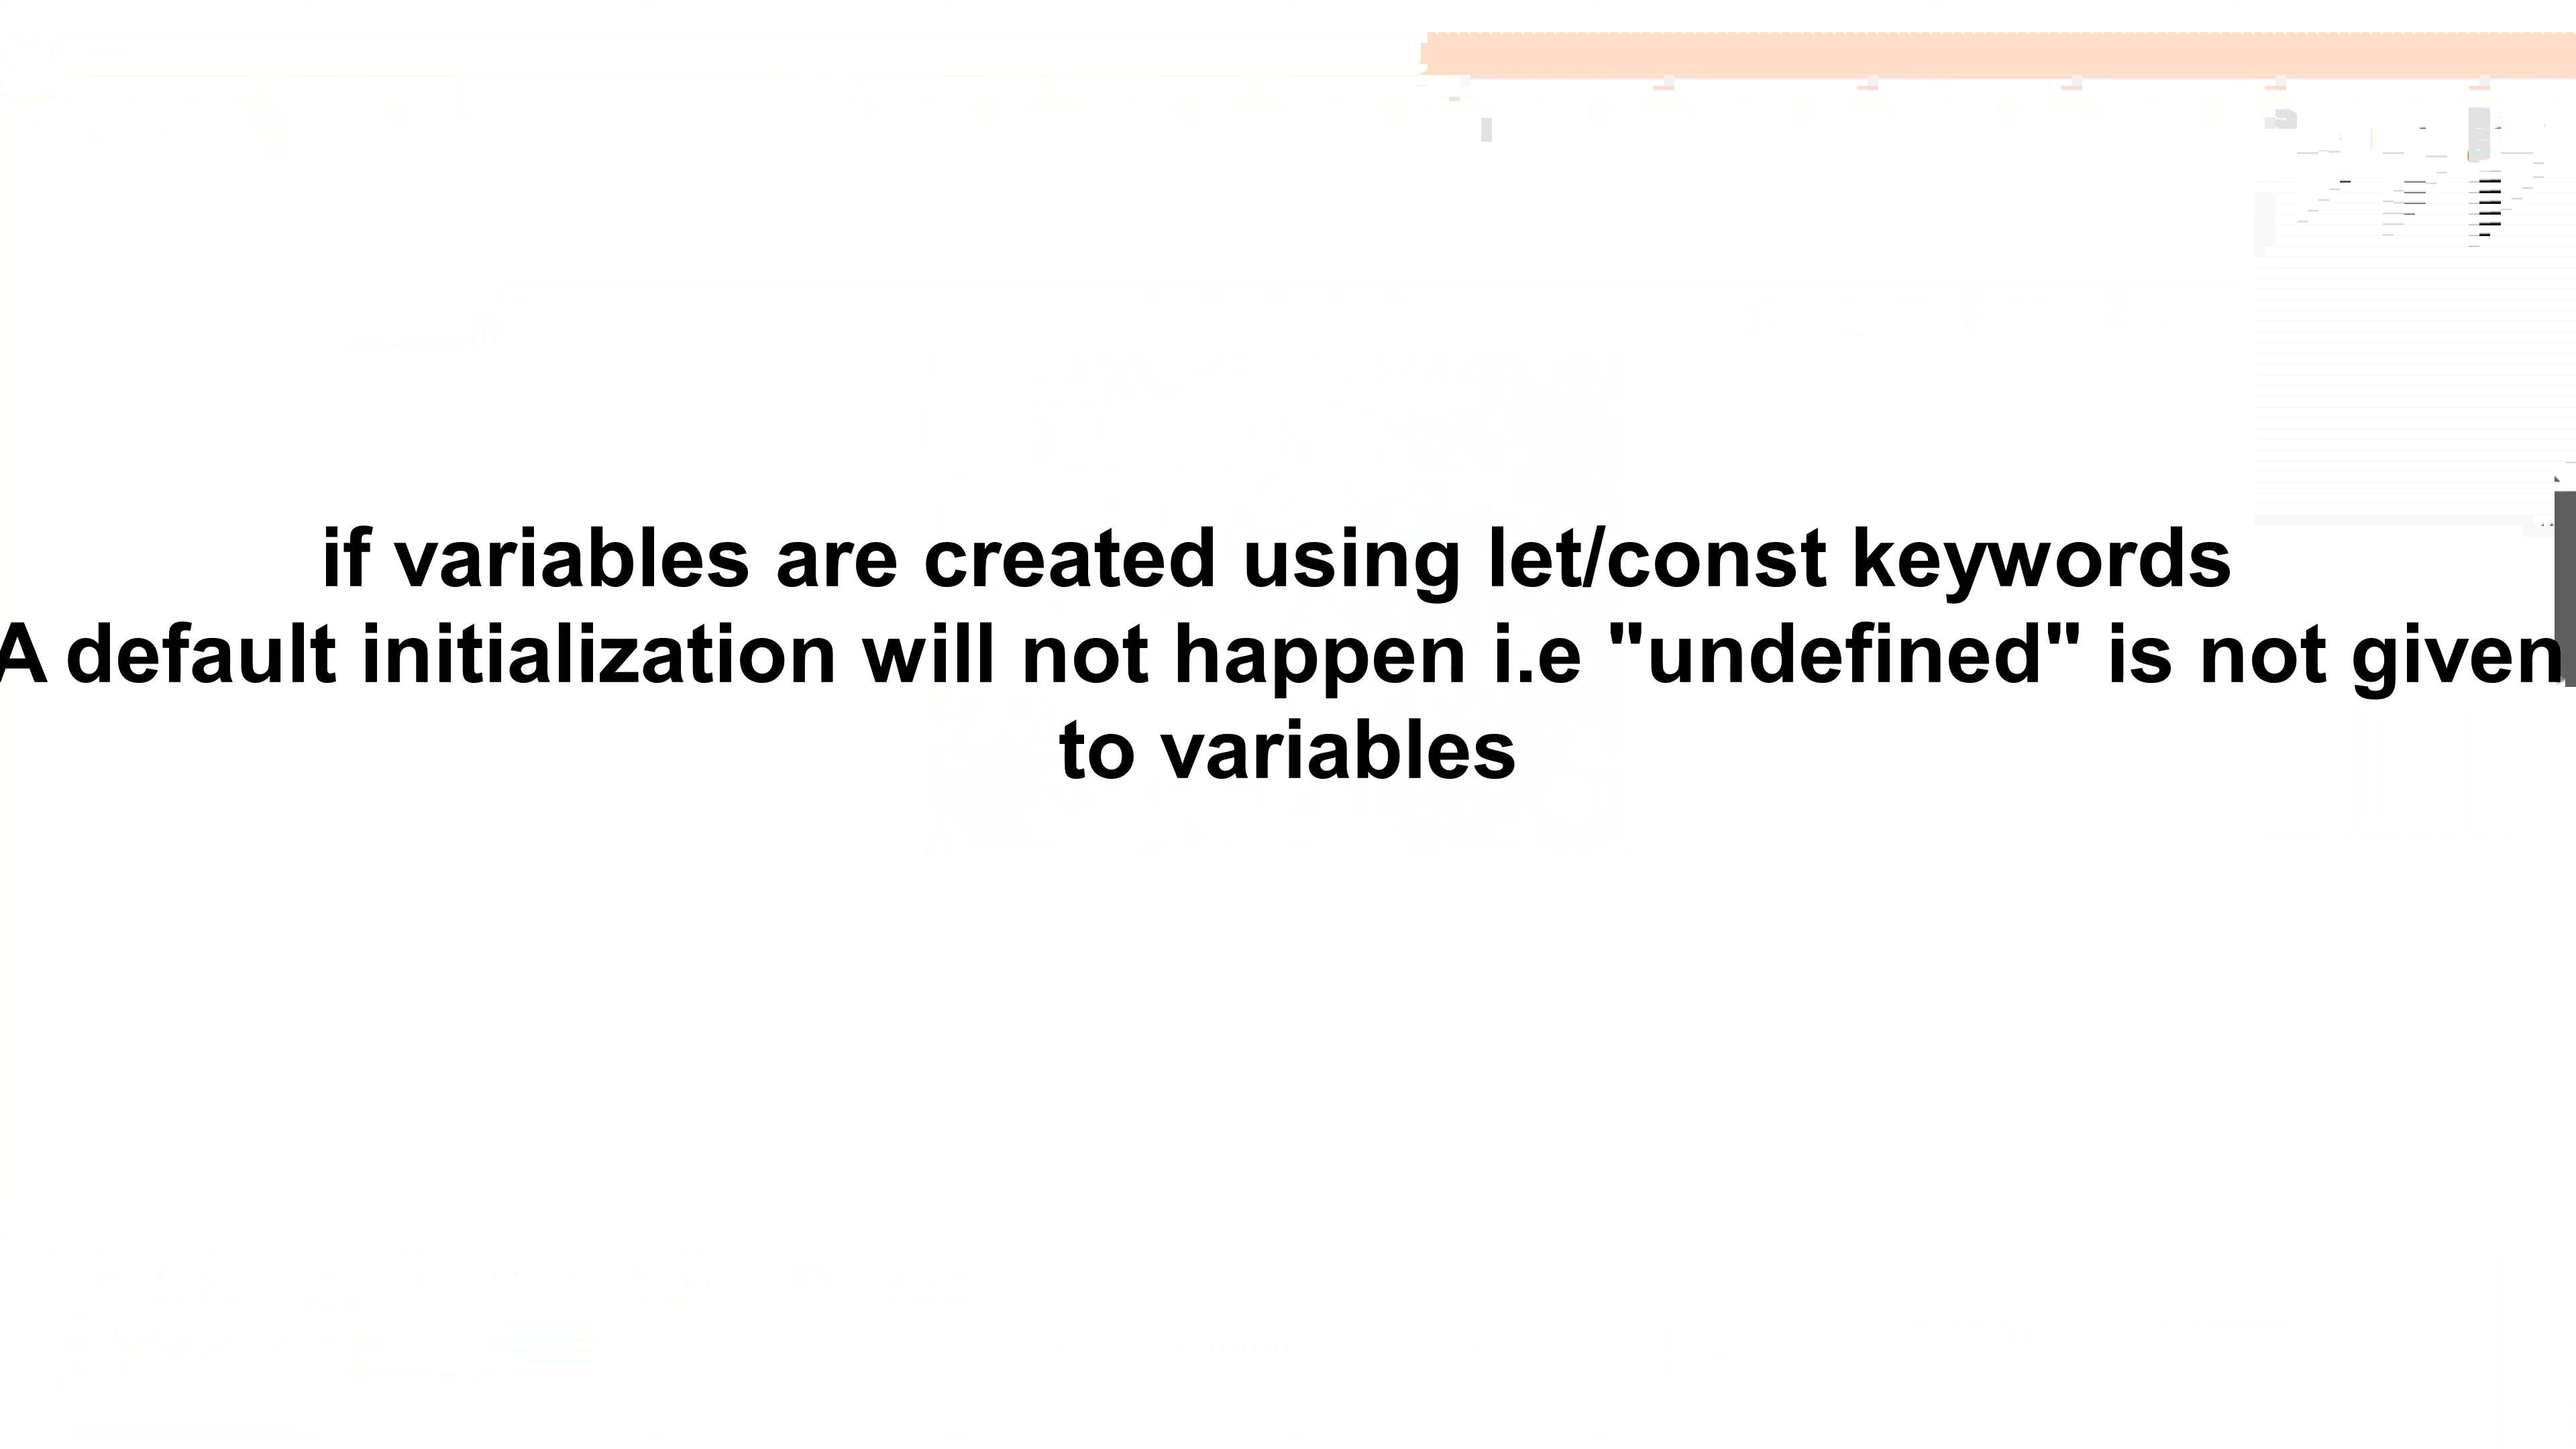 if variables are created using let/const keywords
A default initialization will not happen i.e "undefined" is not given
to variables